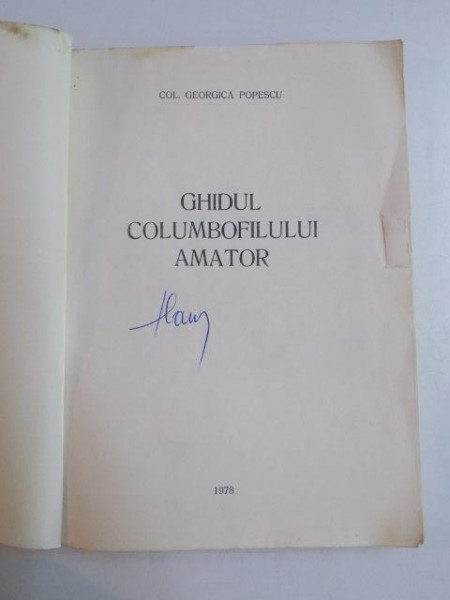 COL. GEORGICĂ POPESCU
GHIDUL
COLUMBOFILULUI
AMATOR
1978